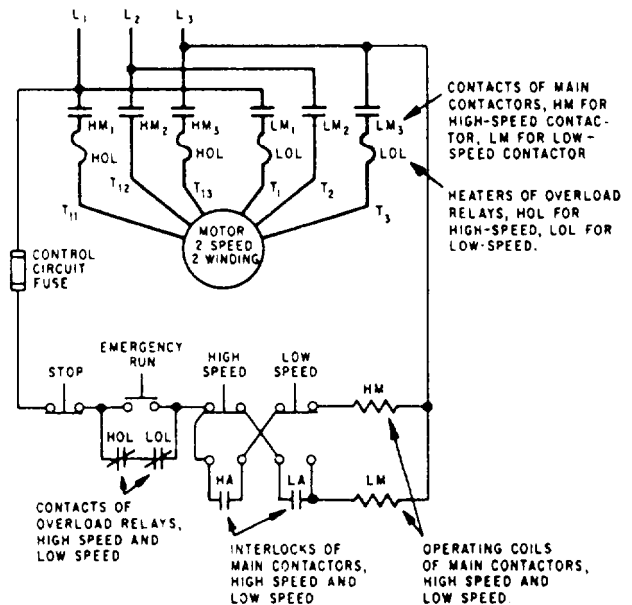 L1 L2 L3
HM1 HM2 HM3 LM1 LM2 LM3
HOL HOL LOL LOL
T11 T12 T13 T1 T2 T3
MOTOR
2 SPEED
2 WINDING
CONTACTS OF MAIN
CONTACTORS, HM FOR
HIGH-SPEED CONTAC-
TOR, LM FOR LOW-
SPEED CONTACTOR
HEATERS OF OVERLOAD
RELAYS, HOL FOR
HIGH-SPEED, LOL FOR
LOW-SPEED.
CONTROL
CIRCUIT
FUSE
STOP
EMERGENCY
RUN
HIGH
SPEED
LOW
SPEED
HM
HOL LOL
HA LA LM
CONTACTS OF
OVERLOAD RELAYS,
HIGH SPEED AND
LOW SPEED
INTERLOCKS OF
MAIN CONTACTORS,
HIGH SPEED AND
LOW SPEED
OPERATING COILS
OF MAIN CONTACTORS,
HIGH SPEED AND
LOW SPEED.